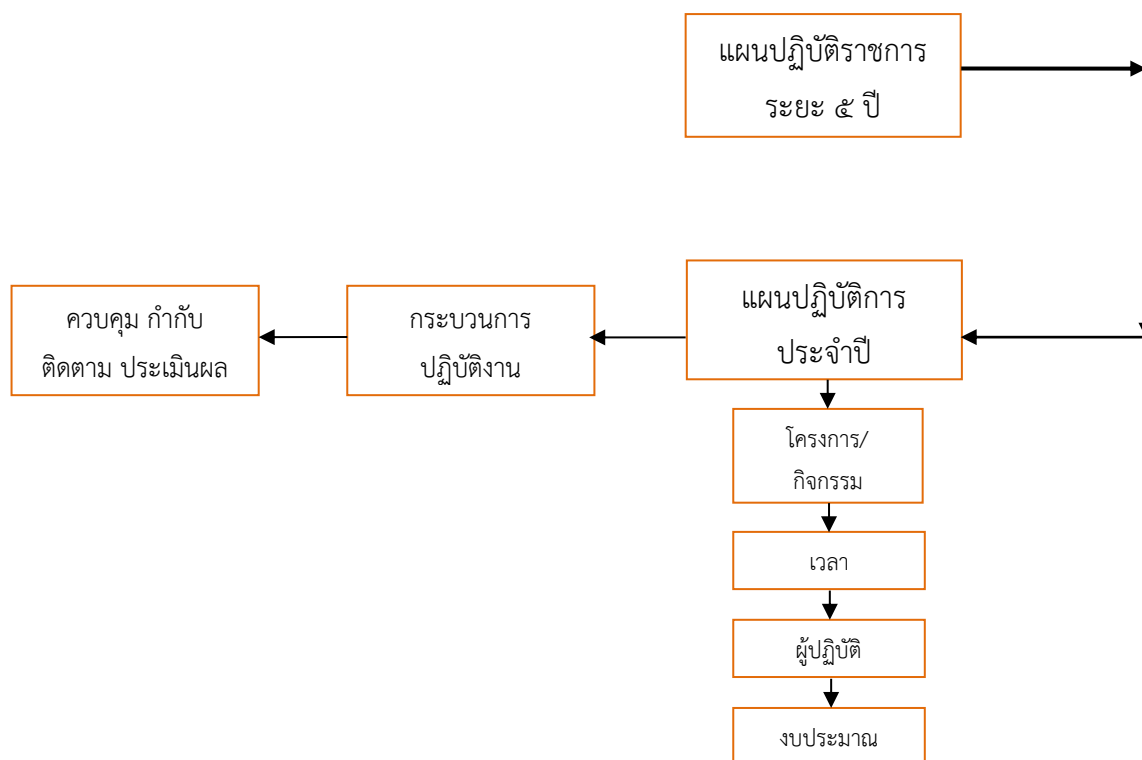 แผนปฏิบัติราชการ
ระยะ ๕ ปี
ควบคุม กำกับ
ติดตาม ประเมินผล
กระบวนการ
ปฏิบัติงาน
แผนปฏิบัติการ
ประจำปี
โครงการ/
กิจกรรม
เวลา
ผู้ปฏิบัติ
งบประมาณ